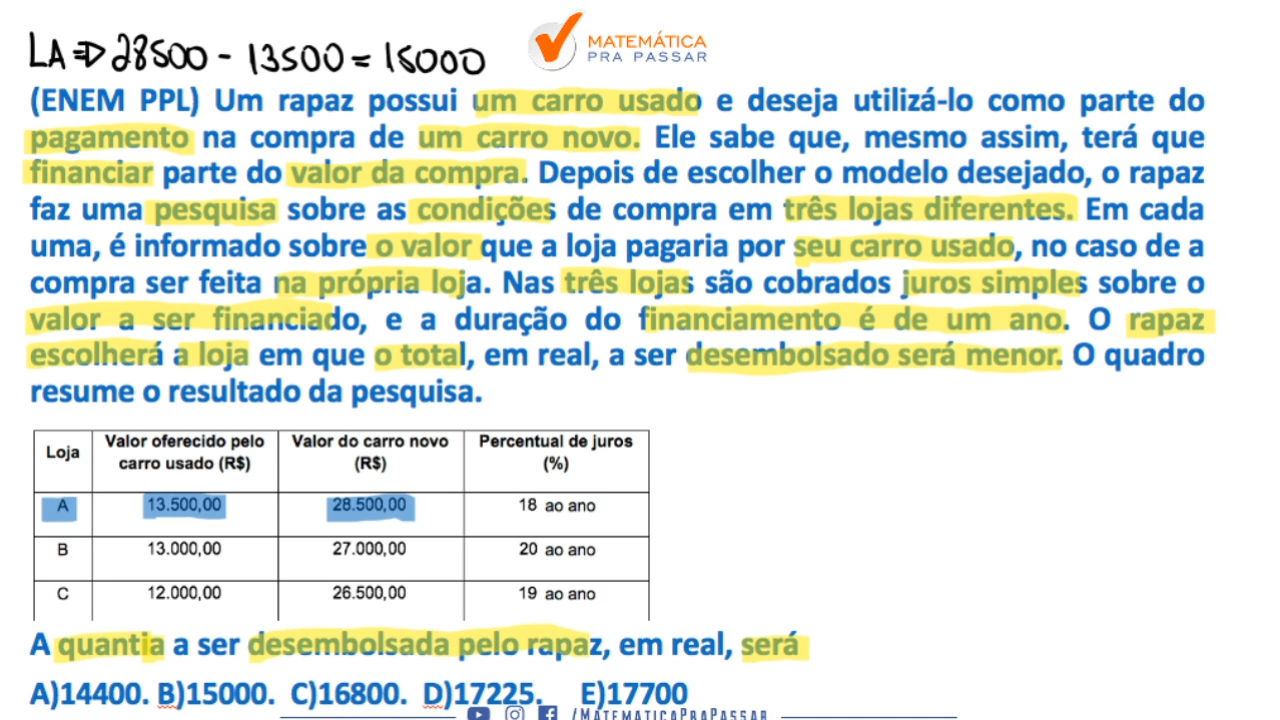 LA => 28500 - 13500 = 15000
MATEMÁTICA
PRA PASSAR
(ENEM PPL) Um rapaz possui um carro usado e deseja utilizá-lo como parte do
pagamento na compra de um carro novo. Ele sabe que, mesmo assim, terá que
financiar parte do valor da compra. Depois de escolher o modelo desejado, o rapaz
faz uma pesquisa sobre as condições de compra em três lojas diferentes. Em cada
uma, é informado sobre o valor que a loja pagaria por seu carro usado, no caso de a
compra ser feita na própria loja. Nas três lojas são cobrados juros simples sobre o
valor a ser financiado, e a duração do financiamento é de um ano. O rapaz
escolherá a loja em que o total, em real, a ser desembolsado será menor. O quadro
resume o resultado da pesquisa.
Loja Valor oferecido pelo carro usado (R$) Valor do carro novo (R$) Percentual de juros (%)
A 13.500,00 28.500,00 18 ao ano
B 13.000,00 27.000,00 20 ao ano
C 12.000,00 26.500,00 19 ao ano
A quantia a ser desembolsada pelo rapaz, em real, será
A)14400. B)15000. C)16800. D)17225. E)17700
/MATEMATICAPRAPASSAR